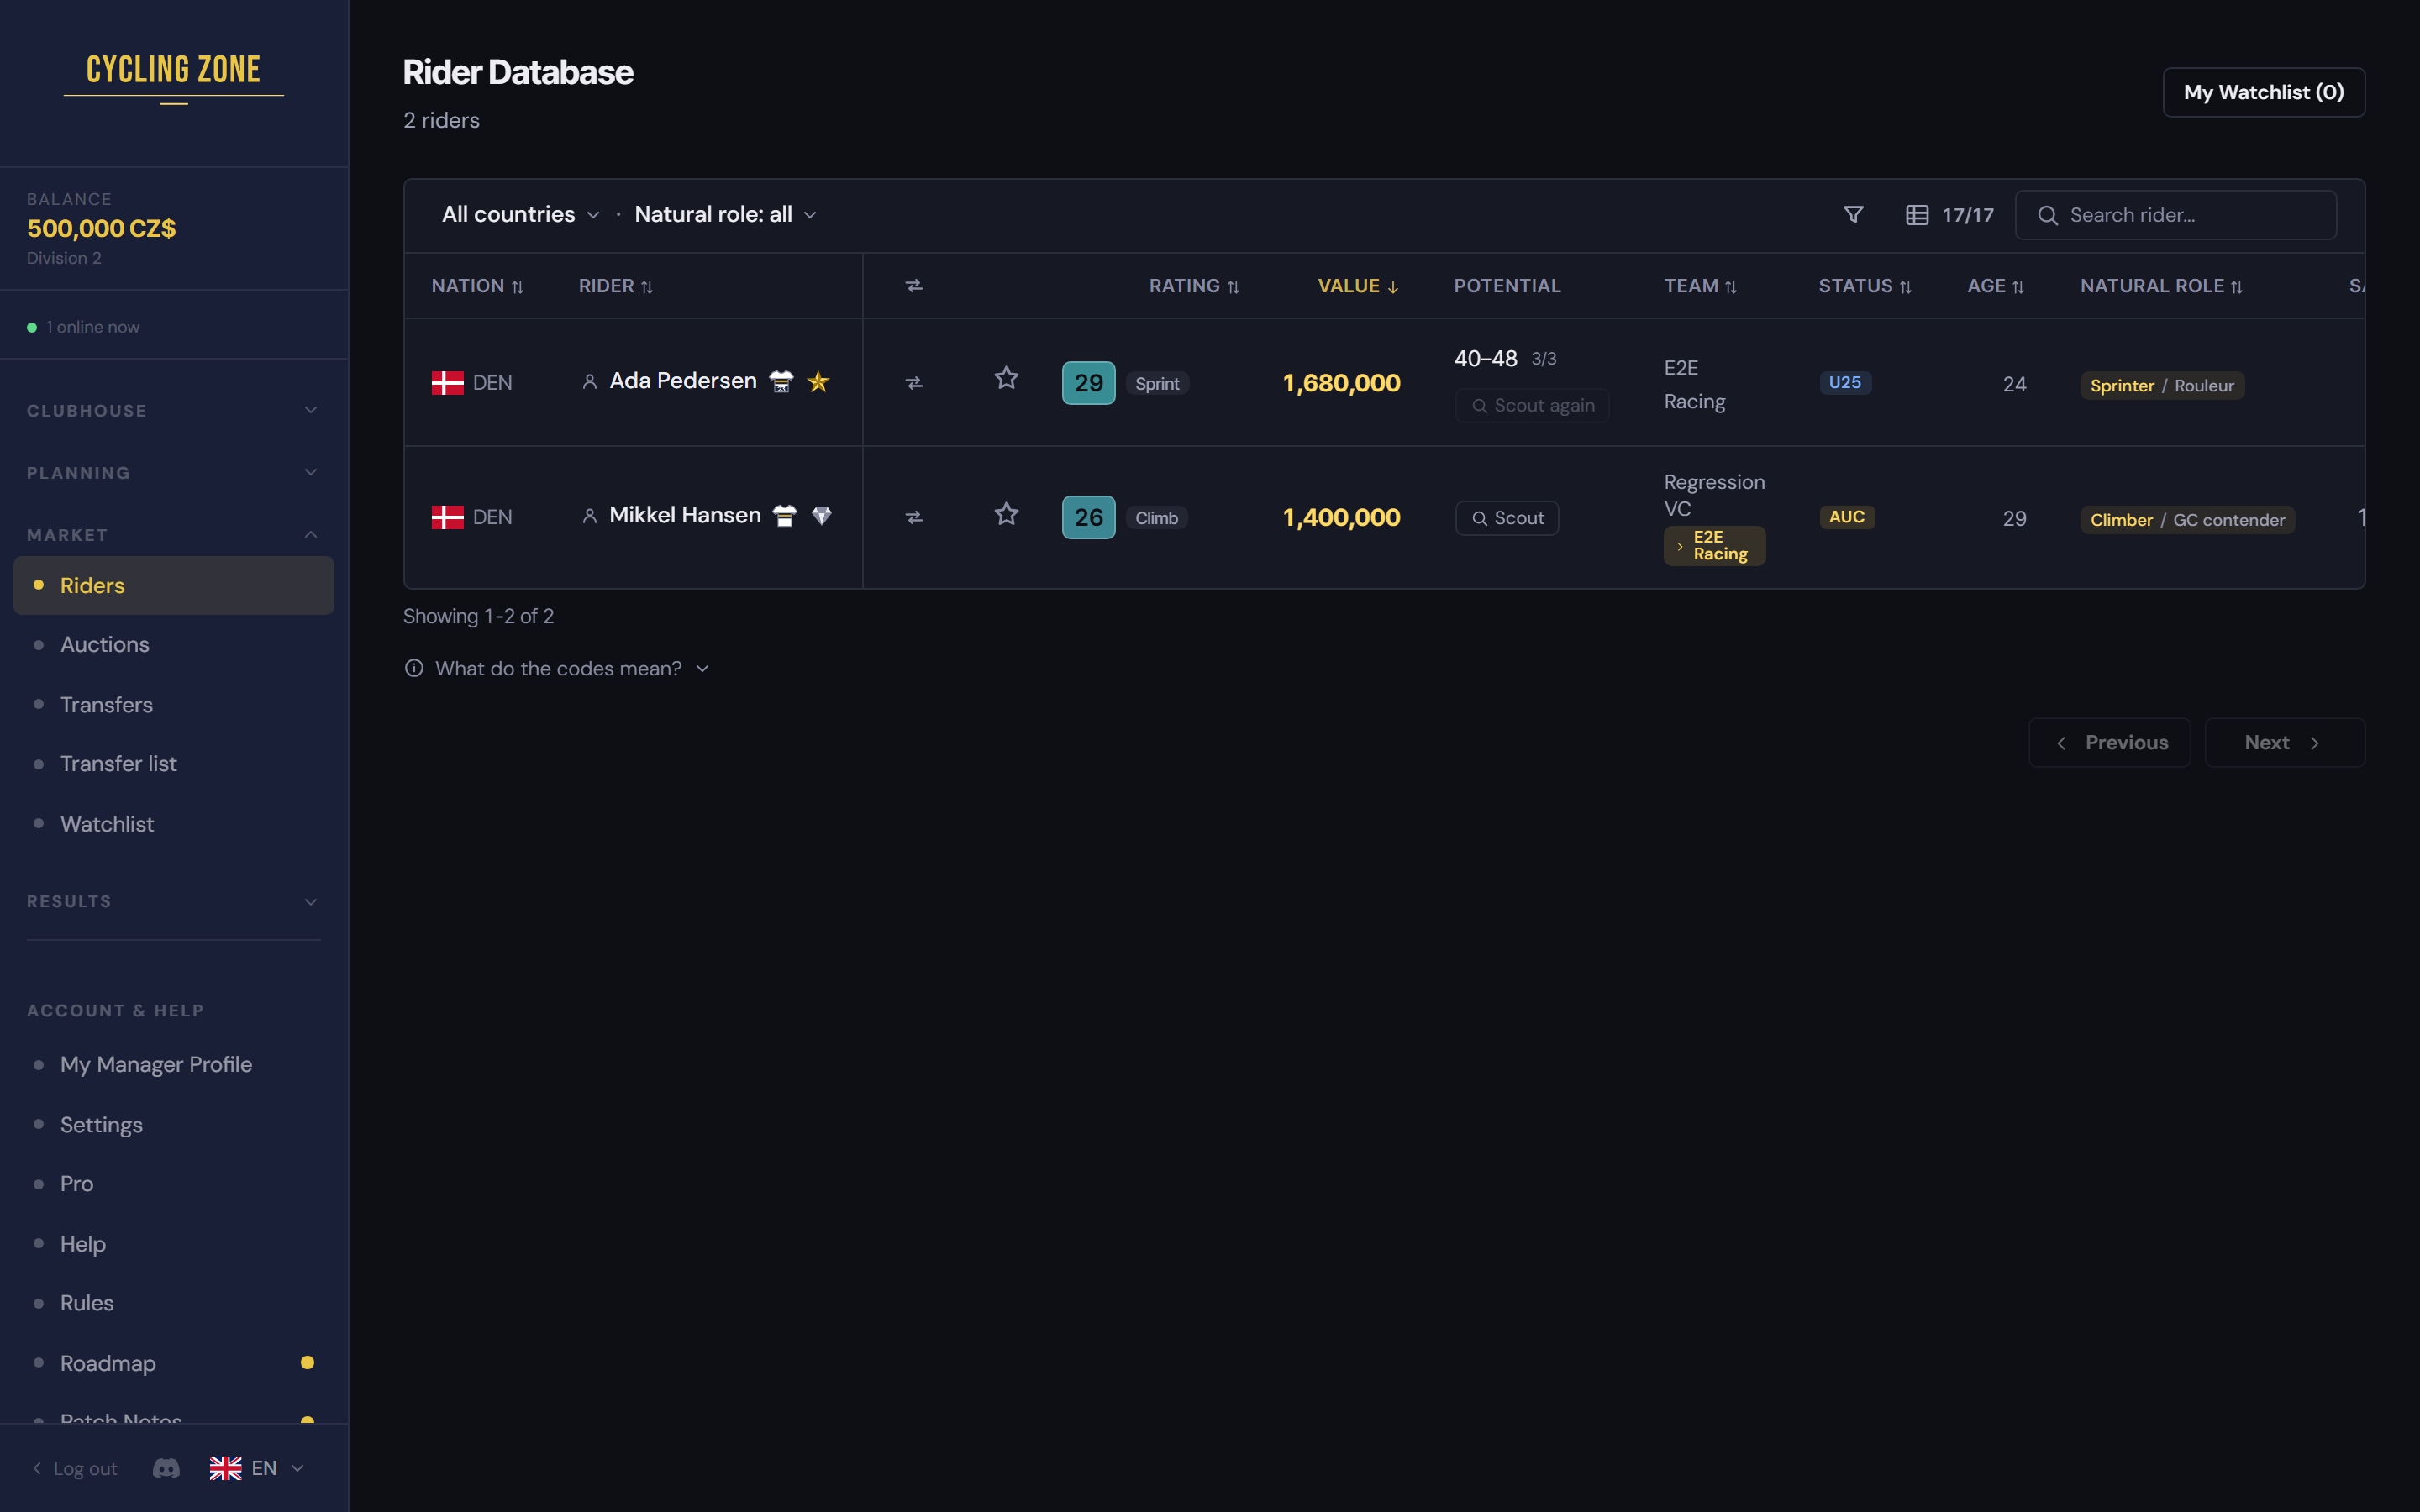 CYCLING ZONE
BALANCE
500,000 CZ$
Division 2
1 online now
CLUBHOUSE
PLANNING
MARKET
Riders
Auctions
Transfers
Transfer list
Watchlist
RESULTS
ACCOUNT & HELP
My Manager Profile
Settings
Pro
Help
Rules
Roadmap
Patch Notes
Log out
EN
Rider Database
2 riders
My Watchlist (0)
All countries · Natural role: all
17/17
Search rider...
NATION RIDER RATING VALUE POTENTIAL TEAM STATUS AGE NATURAL ROLE
DEN Ada Pedersen 29 Sprint 1,680,000 40–48 3/3 Scout again E2E Racing U25 24 Sprinter / Rouleur
DEN Mikkel Hansen 26 Climb 1,400,000 Scout Regression VC E2E Racing AUC 29 Climber / GC contender
Showing 1-2 of 2
What do the codes mean?
Previous
Next